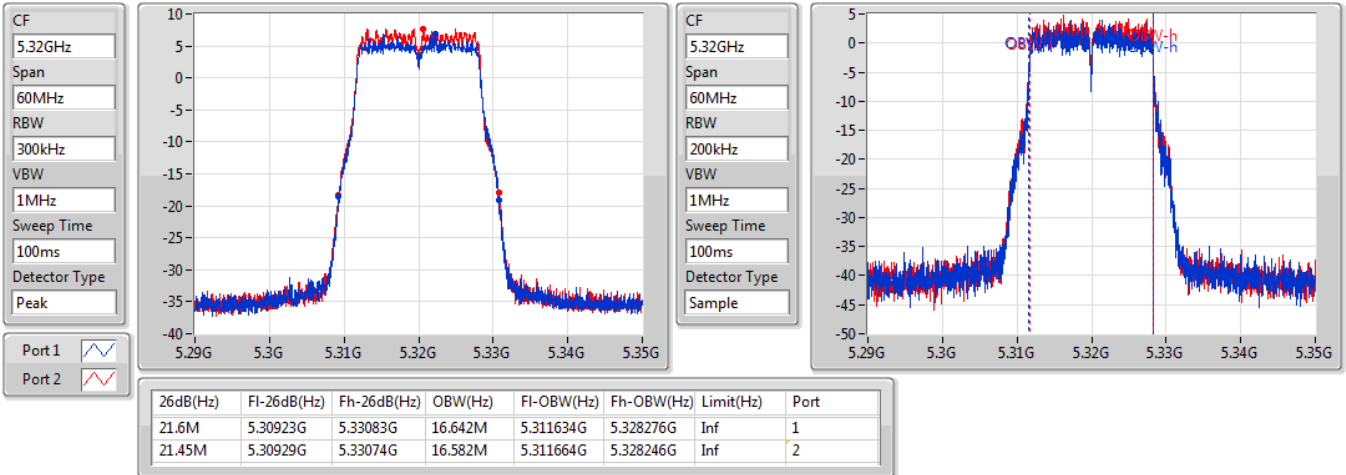 CF
5.32GHz
Span
60MHz
RBW
300kHz
VBW
1MHz
Sweep Time
100ms
Detector Type
Peak
10
5
0
-5
-10
-15
-20
-25
-30
-35
-40
5.29G 5.3G 5.31G 5.32G 5.33G 5.34G 5.35G
Port 1
Port 2
CF
5.32GHz
Span
60MHz
RBW
200kHz
VBW
1MHz
Sweep Time
100ms
Detector Type
Sample
5
0
-5
-10
-15
-20
-25
-30
-35
-40
-45
-50
5.29G 5.3G 5.31G 5.32G 5.33G 5.34G 5.35G
26dB(Hz) Fl-26dB(Hz) Fh-26dB(Hz) OBW(Hz) Fl-OBW(Hz) Fh-OBW(Hz) Limit(Hz) Port
21.6M 5.30923G 5.33083G 16.642M 5.311634G 5.328276G Inf 1
21.45M 5.30929G 5.33074G 16.582M 5.311664G 5.328246G Inf 2